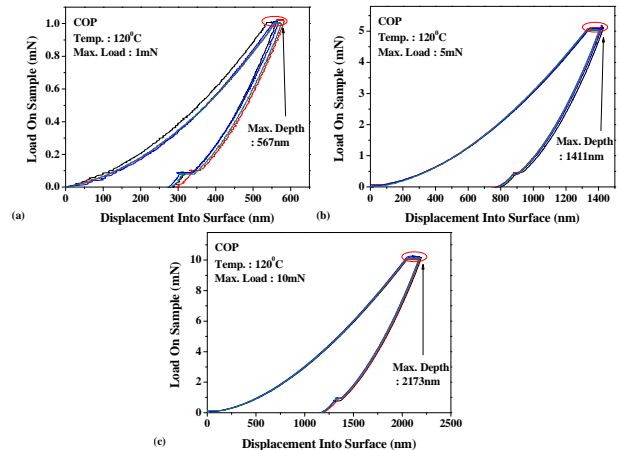 COP
Temp. : 120⁰C
Max. Load : 1mN
Max. Depth
: 567nm
Load On Sample (mN)
1.0
0.8
0.6
0.4
0.2
0.0
0 100 200 300 400 500 600
(a)
Displacement Into Surface (nm)
COP
Temp. : 120⁰C
Max. Load : 5mN
Max. Depth
: 1411nm
Load On Sample (mN)
6
5
4
3
2
1
0
0 200 400 600 800 1000 1200 1400
(b)
Displacement Into Surface (nm)
COP
Temp. : 120⁰C
Max. Load : 10mN
Max. Depth
: 2173nm
Load On Sample (mN)
10
8
6
4
2
0
0 500 1000 1500 2000 2500
(c)
Displacement Into Surface (nm)